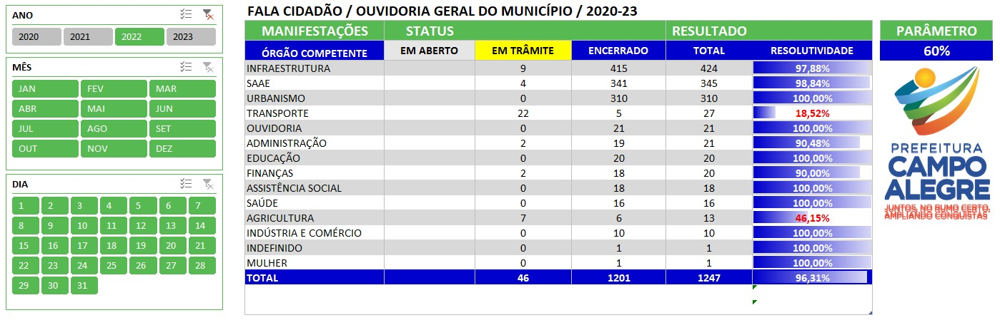 ANO
2020 2021 2022 2023
MÊS
JAN FEV MAR
ABR MAI JUN
JUL AGO SET
OUT NOV DEZ
DIA
1 2 3 4 5 6 7
8 9 10 11 12 13 14
15 16 17 18 19 20 21
22 23 24 25 26 27 28
29 30 31
FALA CIDADÃO / OUVIDORIA GERAL DO MUNICÍPIO / 2020-23
MANIFESTAÇÕES STATUS RESULTADO
ÓRGÃO COMPETENTE EM ABERTO EM TRÂMITE ENCERRADO TOTAL RESOLUTIVIDADE
INFRAESTRUTURA 9 415 424 97,88%
SAAE 4 341 345 98,84%
URBANISMO 0 310 310 100,00%
TRANSPORTE 22 5 27 18,52%
OUVIDORIA 0 21 21 100,00%
ADMINISTRAÇÃO 2 19 21 90,48%
EDUCAÇÃO 0 20 20 100,00%
FINANÇAS 2 18 20 90,00%
ASSISTÊNCIA SOCIAL 0 18 18 100,00%
SAÚDE 0 16 16 100,00%
AGRICULTURA 7 6 13 46,15%
INDÚSTRIA E COMÉRCIO 0 10 10 100,00%
INDEFINIDO 0 1 1 100,00%
MULHER 0 1 1 100,00%
TOTAL 46 1201 1247 96,31%
PARÂMETRO
60%
PREFEITURA
CAMPO
ALEGRE
JUNTOS, NO RUMO CERTO,
AMPLIANDO CONQUISTAS